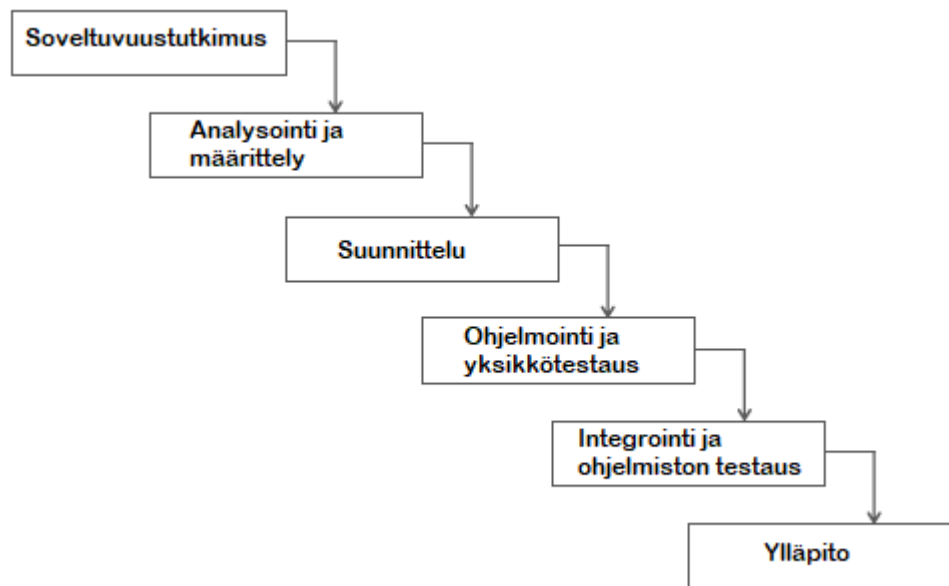 Soveltuvuustutkimus
Analysointi ja
määrittely
Suunnittelu
Ohjelmointi ja
yksikkötestaus
Integrointi ja
ohjelmiston testaus
Ylläpito